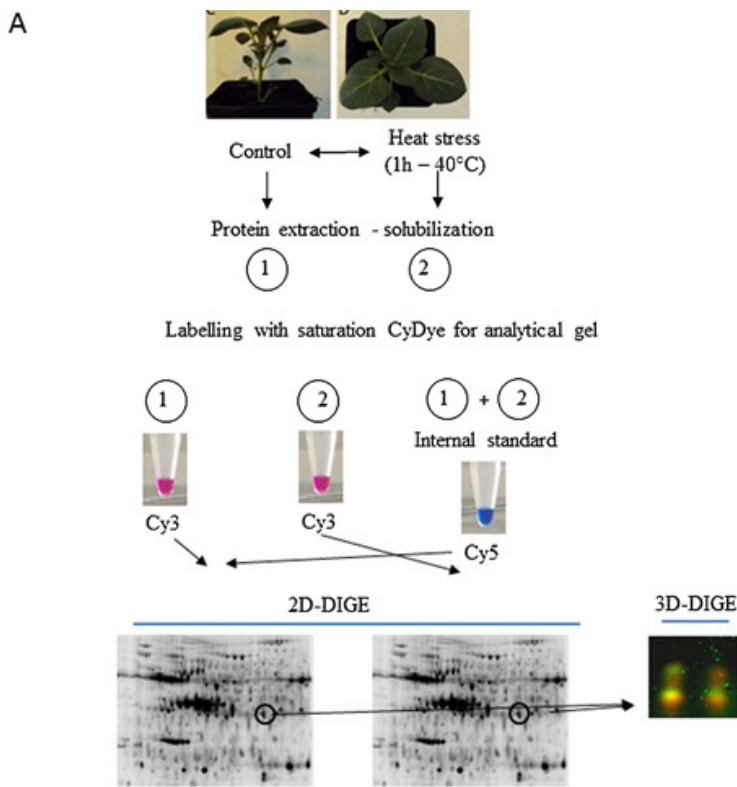 A
Control
Heat stress
(1h – 40°C)
Protein extraction - solubilization
1 2
Labelling with saturation CyDye for analytical gel
1 2 1 + 2
Internal standard
Cy3 Cy3 Cy5
2D-DIGE 3D-DIGE